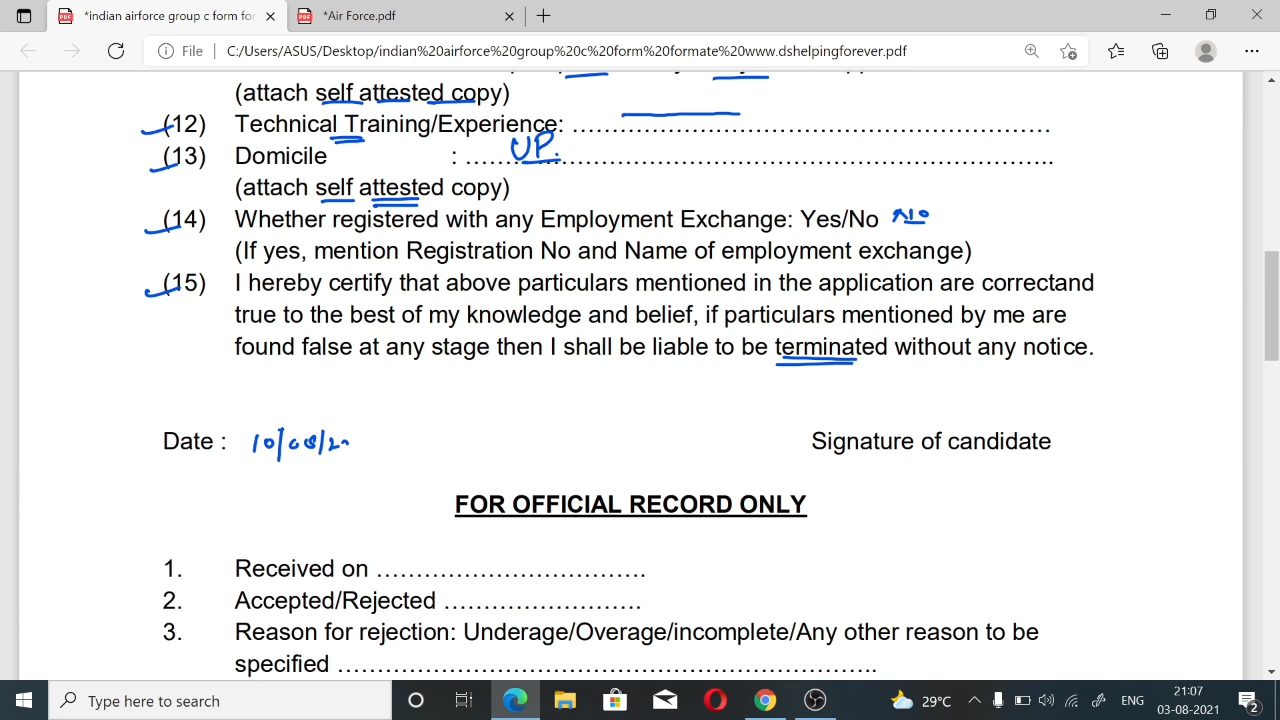 *indian airforce group c form for
*Air Force.pdf
File C:/Users/ASUS/Desktop/indian%20airforce%20group%20c%20form%20formate%20www.dshelpingforever.pdf
(attach self attested copy)
(12) Technical Training/Experience: ……………………………………………………
(13) Domicile : …… UP. ……………………………………………………..
(attach self attested copy)
(14) Whether registered with any Employment Exchange: Yes/No No
(If yes, mention Registration No and Name of employment exchange)
(15) I hereby certify that above particulars mentioned in the application are correctand
true to the best of my knowledge and belief, if particulars mentioned by me are
found false at any stage then I shall be liable to be terminated without any notice.
Date : 10/08/2 Signature of candidate
FOR OFFICIAL RECORD ONLY
1. Received on …………………………….
2. Accepted/Rejected …………………….
3. Reason for rejection: Underage/Overage/incomplete/Any other reason to be
specified ………………………………………………………….
Type here to search
29°C ENG 21:07
03-08-2021
2